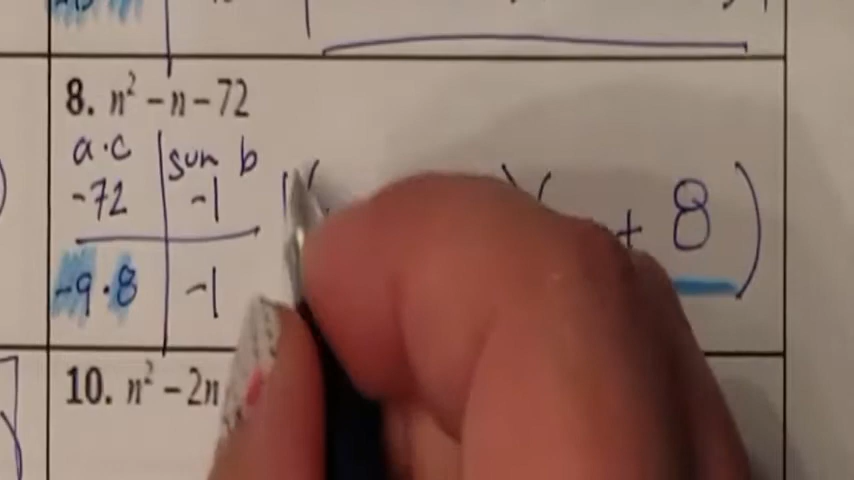 8. n² - n - 72
a·c sum b
-72 -1
-9·8 -1
+ 8)
10. n² - 2n